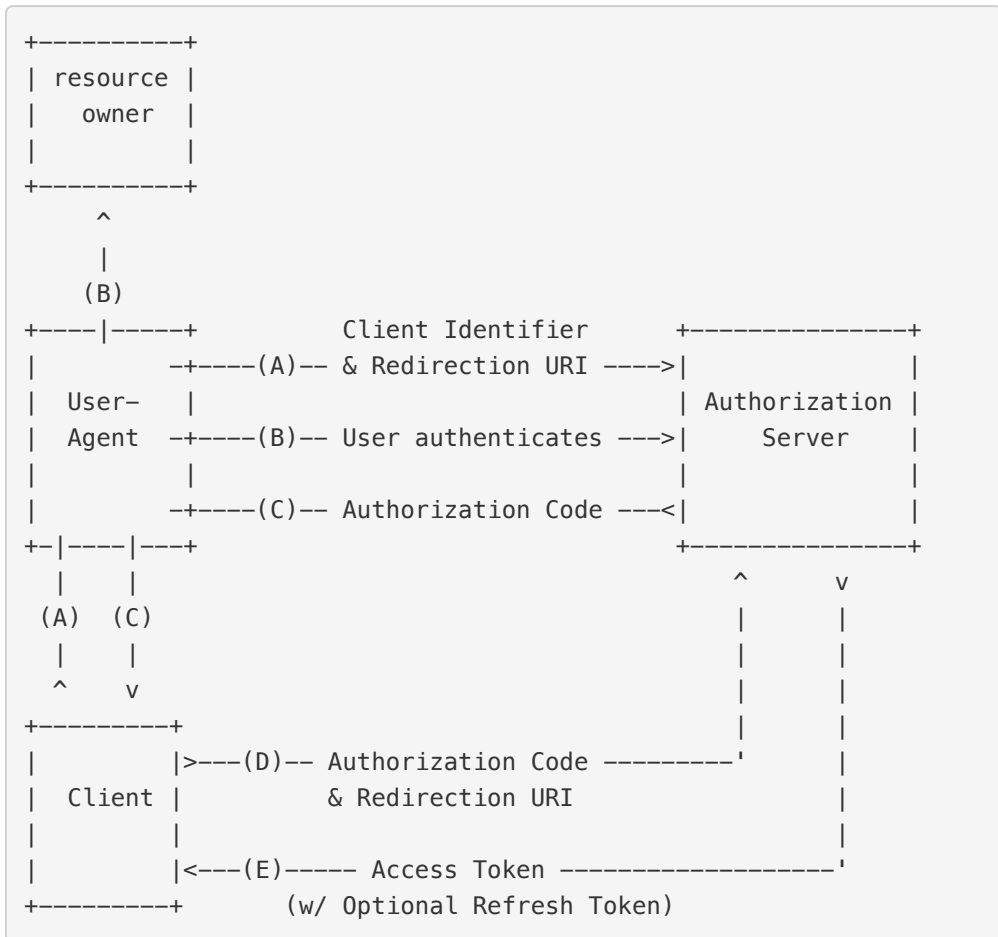 +----------+
| resource |
|   owner  |
|          |
+----------+
     ^
     |
    (B)
+----|-----+          Client Identifier      +---------------+
|         -+----(A)-- & Redirection URI ---->|               |
|  User-   |                                 | Authorization |
|  Agent  -+----(B)-- User authenticates --->|     Server    |
|          |                                 |               |
|         -+----(C)-- Authorization Code ---<|               |
+-|----|---+                                 +---------------+
  |    |                                         ^      v
 (A)  (C)                                        |      |
  |    |                                         |      |
  ^    v                                         |      |
+---------+                                      |      |
|         |>---(D)-- Authorization Code ---------'      |
|  Client |          & Redirection URI                  |
|         |                                             |
|         |<---(E)----- Access Token -------------------'
+---------+       (w/ Optional Refresh Token)